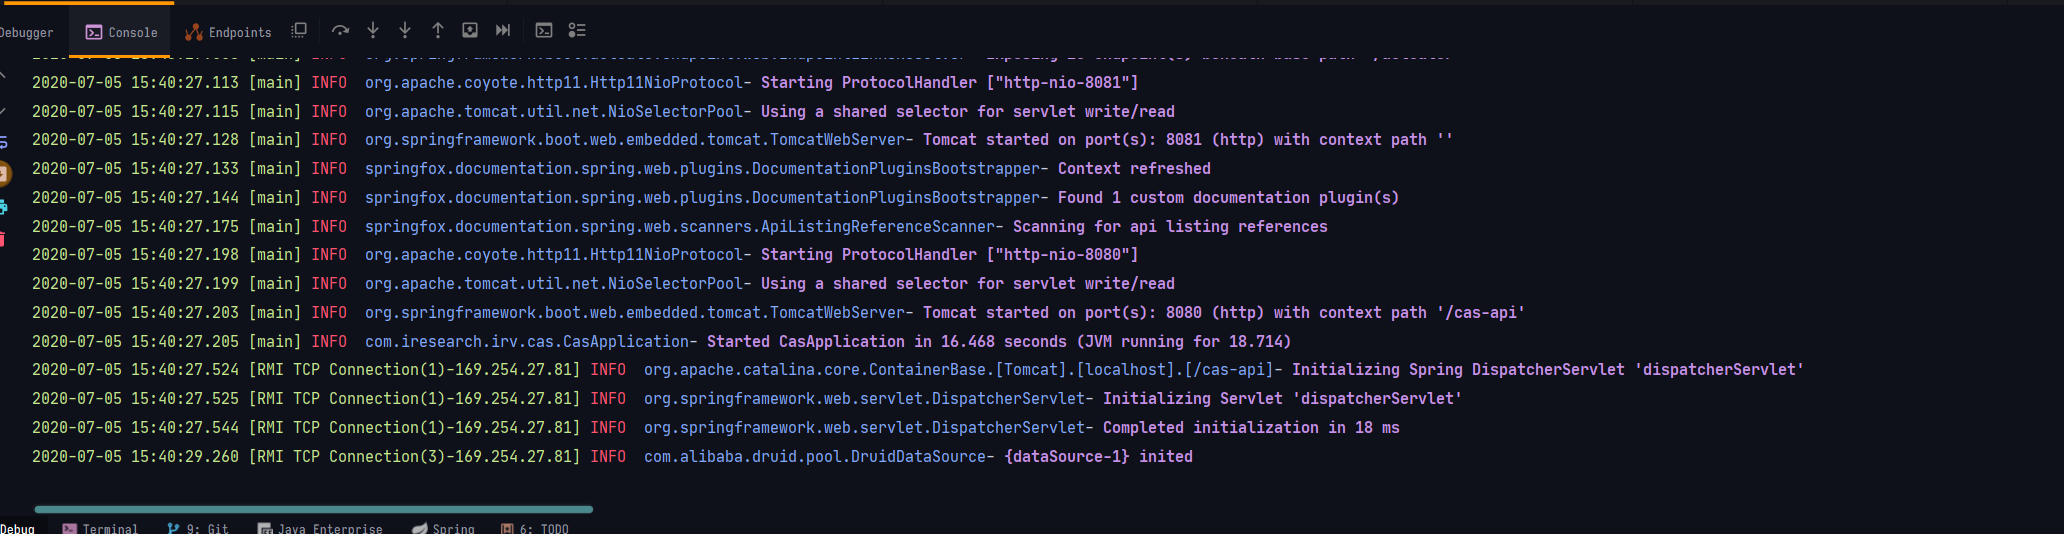 Debugger Console Endpoints
2020-07-05 15:40:27.113 [main] INFO org.apache.coyote.http11.Http11NioProtocol- Starting ProtocolHandler ["http-nio-8081"]
2020-07-05 15:40:27.115 [main] INFO org.apache.tomcat.util.net.NioSelectorPool- Using a shared selector for servlet write/read
2020-07-05 15:40:27.128 [main] INFO org.springframework.boot.web.embedded.tomcat.TomcatWebServer- Tomcat started on port(s): 8081 (http) with context path ''
2020-07-05 15:40:27.133 [main] INFO springfox.documentation.spring.web.plugins.DocumentationPluginsBootstrapper- Context refreshed
2020-07-05 15:40:27.144 [main] INFO springfox.documentation.spring.web.plugins.DocumentationPluginsBootstrapper- Found 1 custom documentation plugin(s)
2020-07-05 15:40:27.175 [main] INFO springfox.documentation.spring.web.scanners.ApiListingReferenceScanner- Scanning for api listing references
2020-07-05 15:40:27.198 [main] INFO org.apache.coyote.http11.Http11NioProtocol- Starting ProtocolHandler ["http-nio-8080"]
2020-07-05 15:40:27.199 [main] INFO org.apache.tomcat.util.net.NioSelectorPool- Using a shared selector for servlet write/read
2020-07-05 15:40:27.203 [main] INFO org.springframework.boot.web.embedded.tomcat.TomcatWebServer- Tomcat started on port(s): 8080 (http) with context path '/cas-api'
2020-07-05 15:40:27.205 [main] INFO com.iresearch.irv.cas.CasApplication- Started CasApplication in 16.468 seconds (JVM running for 18.714)
2020-07-05 15:40:27.524 [RMI TCP Connection(1)-169.254.27.81] INFO org.apache.catalina.core.ContainerBase.[Tomcat].[localhost].[/cas-api]- Initializing Spring DispatcherServlet 'dispatcherServlet'
2020-07-05 15:40:27.525 [RMI TCP Connection(1)-169.254.27.81] INFO org.springframework.web.servlet.DispatcherServlet- Initializing Servlet 'dispatcherServlet'
2020-07-05 15:40:27.544 [RMI TCP Connection(1)-169.254.27.81] INFO org.springframework.web.servlet.DispatcherServlet- Completed initialization in 18 ms
2020-07-05 15:40:29.260 [RMI TCP Connection(3)-169.254.27.81] INFO com.alibaba.druid.pool.DruidDataSource- {dataSource-1} inited
Debug Terminal 9: Git Java Enterprise Spring 6: TODO